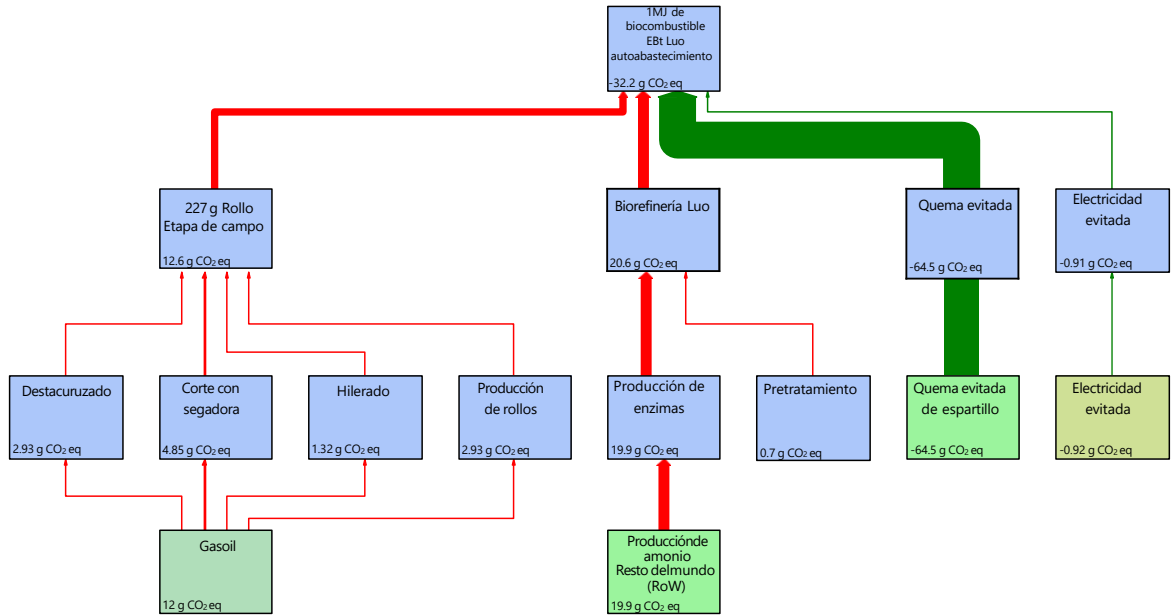 1MJ de
biocombustible
EBt Luo
autoabastecimiento
-32.2 g CO₂ eq
227 g Rollo
Etapa de campo
12.6 g CO₂ eq
Biorefinería Luo
20.6 g CO₂ eq
Quema evitada
-64.5 g CO₂ eq
Electricidad
evitada
-0.91 g CO₂ eq
Destacuruzado
2.93 g CO₂ eq
Corte con
segadora
4.85 g CO₂ eq
Hilerado
1.32 g CO₂ eq
Producción
de rollos
2.93 g CO₂ eq
Producción de
enzimas
19.9 g CO₂ eq
Pretratamiento
0.7 g CO₂ eq
Quema evitada
de espartillo
-64.5 g CO₂ eq
Electricidad
evitada
-0.92 g CO₂ eq
Gasoil
12 g CO₂ eq
Producciónde
amonio
Resto delmundo
(RoW)
19.9 g CO₂ eq